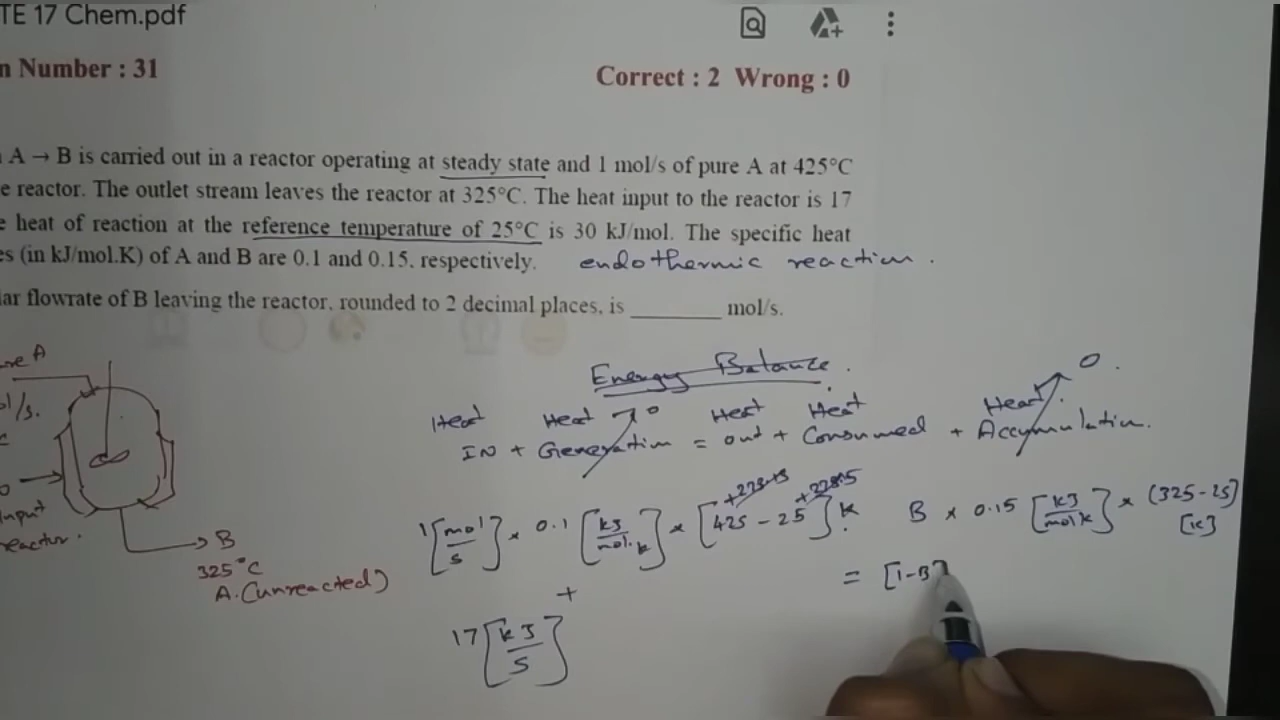 TE 17 Chem.pdf
n Number : 31
Correct : 2 Wrong : 0
A → B is carried out in a reactor operating at steady state and 1 mol/s of pure A at 425°C
e reactor. The outlet stream leaves the reactor at 325°C. The heat input to the reactor is 17
e heat of reaction at the reference temperature of 25°C is 30 kJ/mol. The specific heat
es (in kJ/mol.K) of A and B are 0.1 and 0.15, respectively. endothermic reaction.
lar flowrate of B leaving the reactor, rounded to 2 decimal places, is ________ mol/s.
ure A
ol/s.
c
Input
reactor.
B
325°C
A. (unreacted)
Energy Balance.
Heat Heat 0 Heat Heat Heat 0.
IN + Generation = out + Consumed + Accumulation.
1 [mol/s] * 0.1 [kJ/mol.k] * [425 - 25] k. B * 0.15 [kJ/molk] * (325-25) [k]
+
17 [kJ/s]
= [1-B]